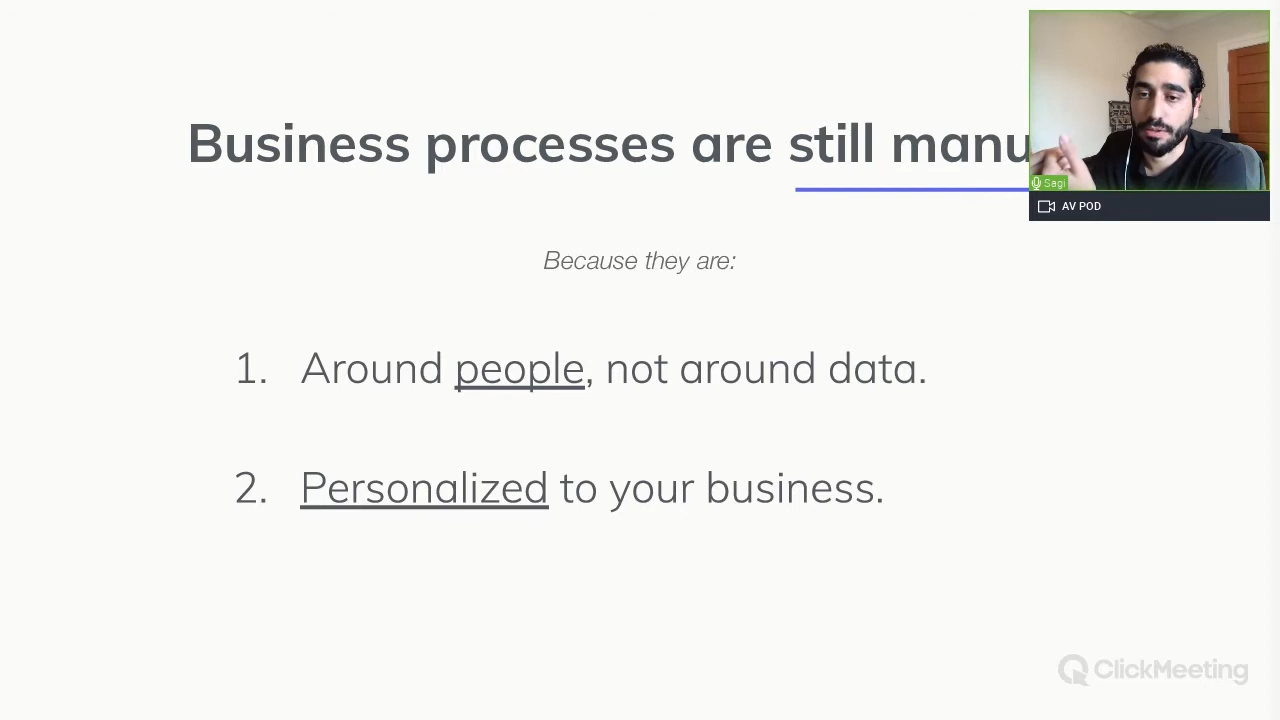 Business processes are still manu
Sagi
AV POD
Because they are:
1. Around people, not around data.
2. Personalized to your business.
ClickMeeting